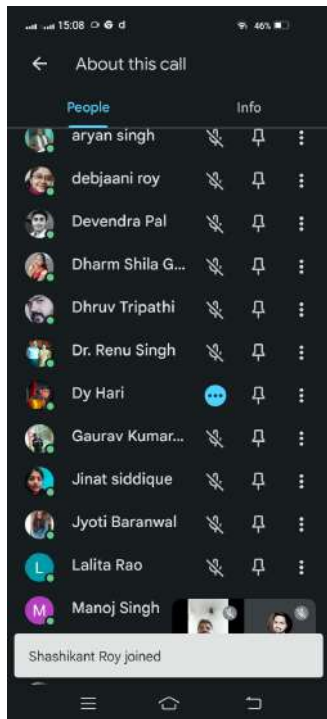 15:08 G d 46%
About this call
People Info
aryan singh
debjaani roy
Devendra Pal
Dharm Shila G...
Dhruv Tripathi
Dr. Renu Singh
Dy Hari
Gaurav Kumar...
Jinat siddique
Jyoti Baranwal
L Lalita Rao
M Manoj Singh
Shashikant Roy joined